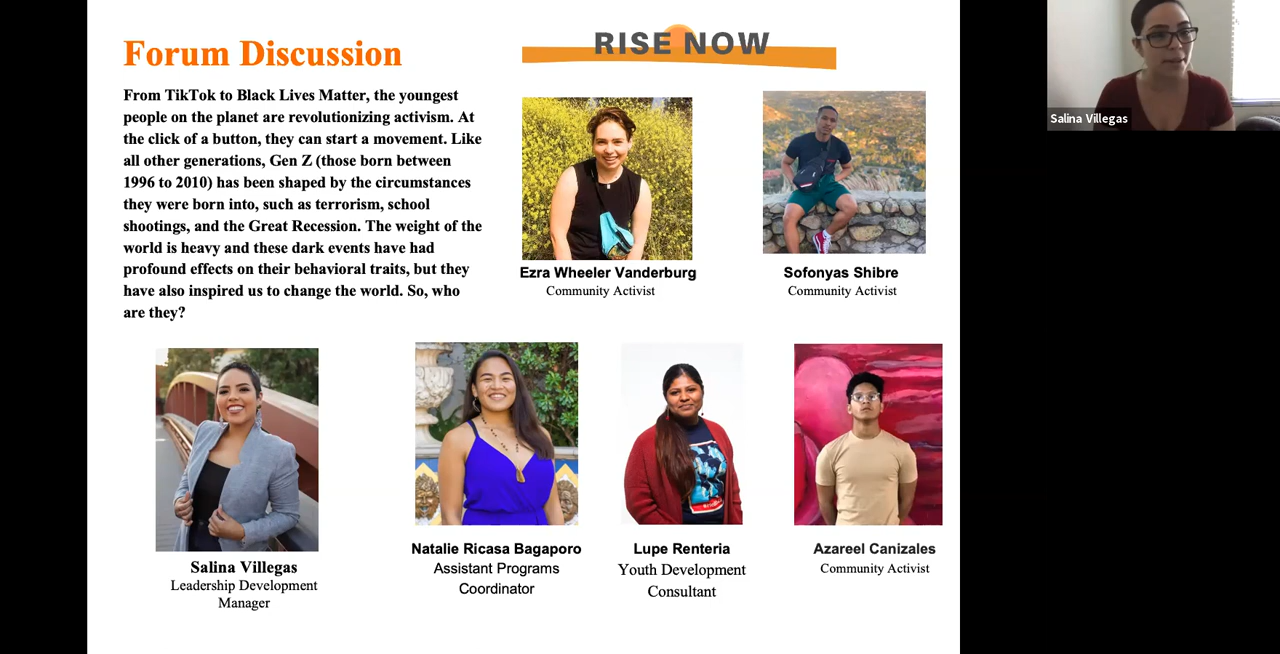 Forum Discussion
RISE NOW
From TikTok to Black Lives Matter, the youngest
people on the planet are revolutionizing activism. At
the click of a button, they can start a movement. Like
all other generations, Gen Z (those born between
1996 to 2010) has been shaped by the circumstances
they were born into, such as terrorism, school
shootings, and the Great Recession. The weight of the
world is heavy and these dark events have had
profound effects on their behavioral traits, but they
have also inspired us to change the world. So, who
are they?
Ezra Wheeler Vanderburg
Community Activist
Sofonyas Shibre
Community Activist
Salina Villegas
Leadership Development
Manager
Natalie Ricasa Bagaporo
Assistant Programs
Coordinator
Lupe Renteria
Youth Development
Consultant
Azareel Canizales
Community Activist
Salina Villegas